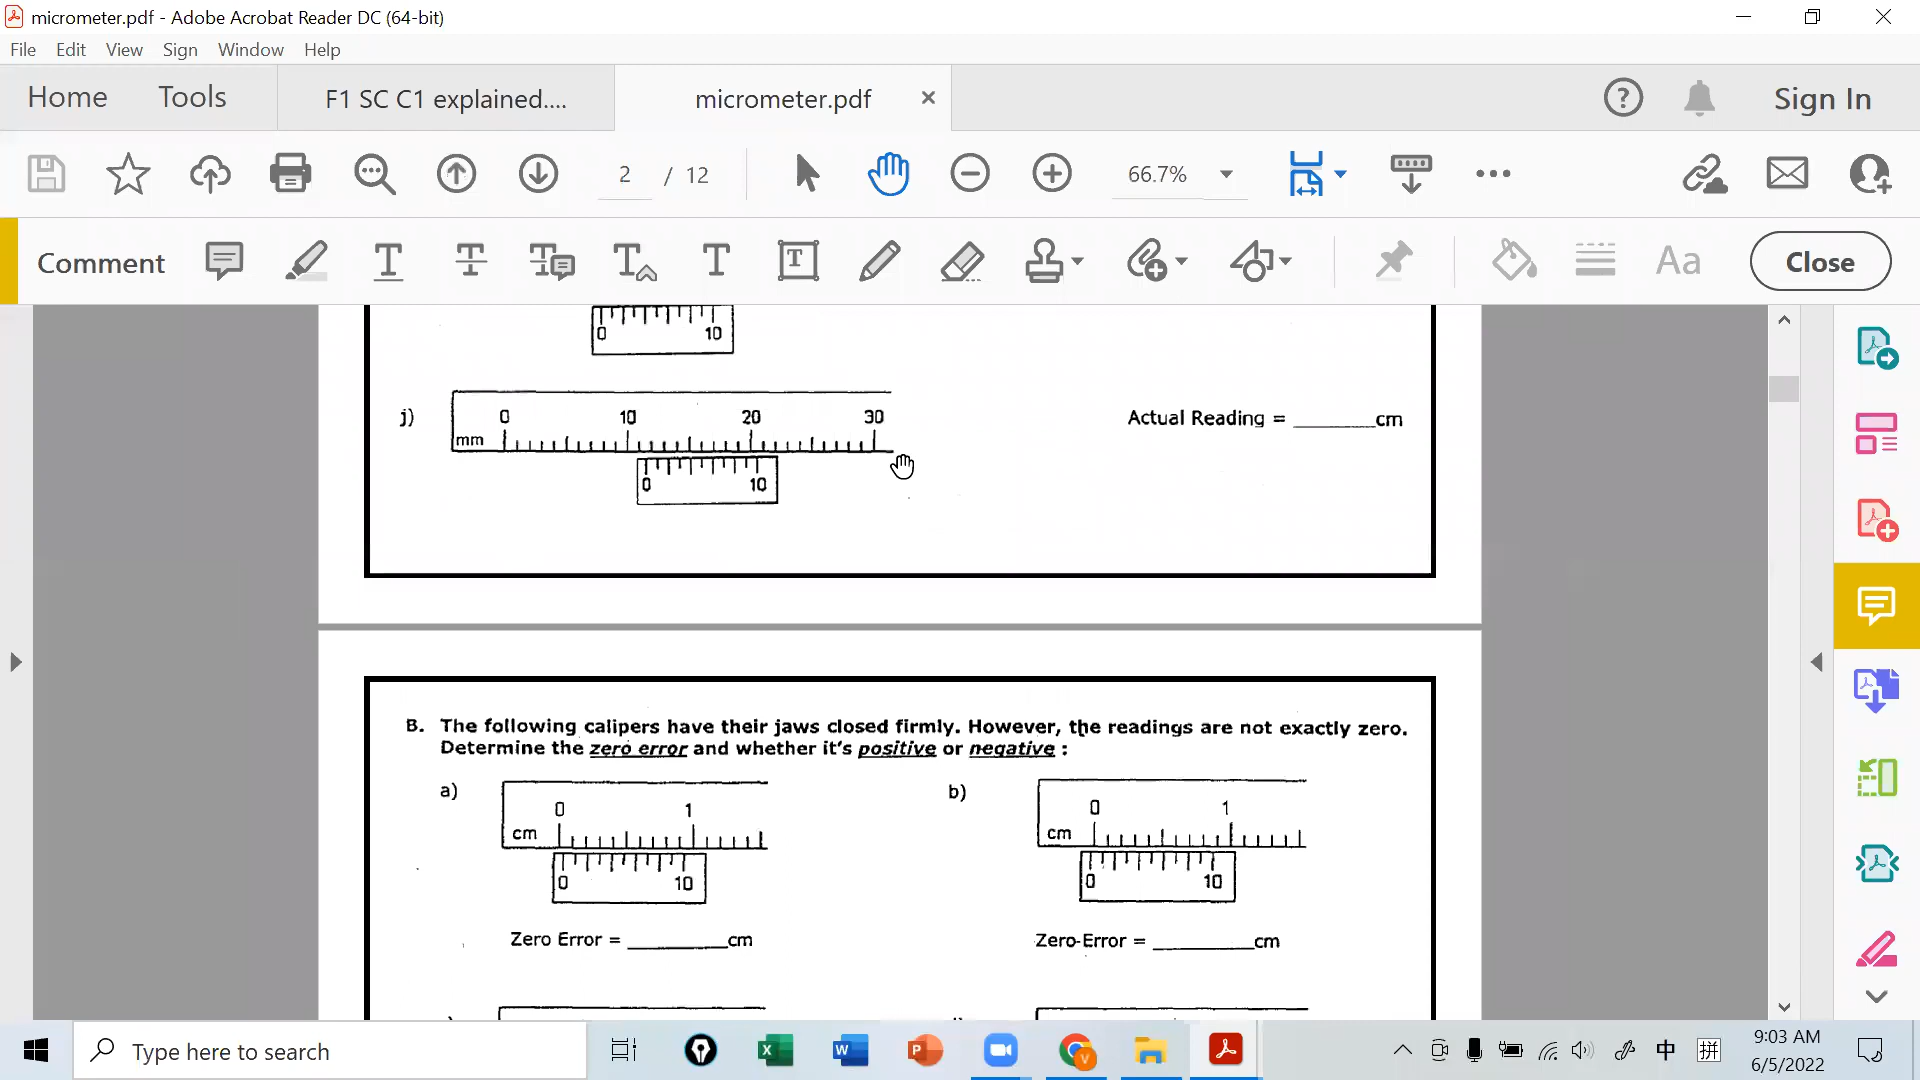 micrometer.pdf - Adobe Acrobat Reader DC (64-bit)
File Edit View Sign Window Help
Home Tools F1 SC C1 explained.... micrometer.pdf × ? Sign In
2 / 12 66.7%
Comment Aa Close
0 10
j) 0 10 20 30 Actual Reading = ________cm
mm
0 10
B. The following calipers have their jaws closed firmly. However, the readings are not exactly zero.
Determine the zero error and whether it's positive or negative :
a) 0 1 b) 0 1
cm cm
0 10 0 10
Zero Error = __________cm Zero Error = __________cm
Type here to search
中 拼 9:03 AM
6/5/2022